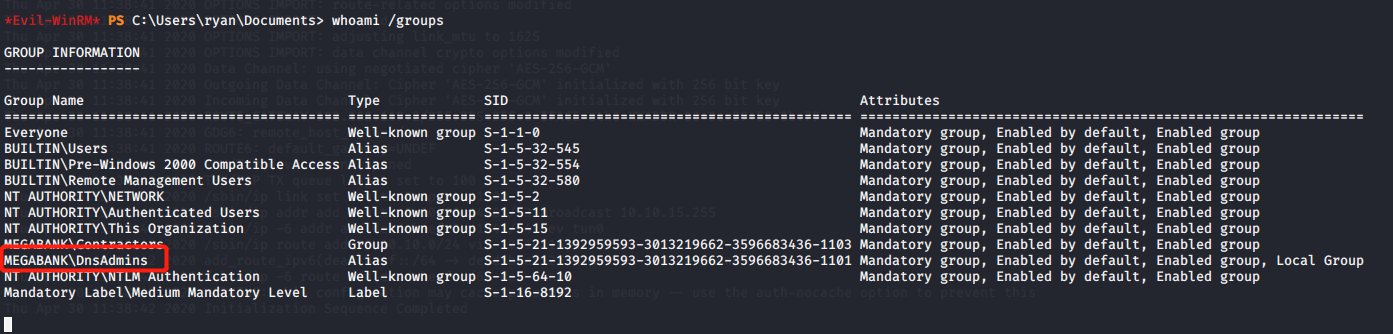 *Evil-WinRM* PS C:\Users\ryan\Documents> whoami /groups
GROUP INFORMATION
-----------------
Group Name Type SID Attributes
========================================== ================ ============================================== ===============================================================
Everyone Well-known group S-1-1-0 Mandatory group, Enabled by default, Enabled group
BUILTIN\Users Alias S-1-5-32-545 Mandatory group, Enabled by default, Enabled group
BUILTIN\Pre-Windows 2000 Compatible Access Alias S-1-5-32-554 Mandatory group, Enabled by default, Enabled group
BUILTIN\Remote Management Users Alias S-1-5-32-580 Mandatory group, Enabled by default, Enabled group
NT AUTHORITY\NETWORK Well-known group S-1-5-2 Mandatory group, Enabled by default, Enabled group
NT AUTHORITY\Authenticated Users Well-known group S-1-5-11 Mandatory group, Enabled by default, Enabled group
NT AUTHORITY\This Organization Well-known group S-1-5-15 Mandatory group, Enabled by default, Enabled group
MEGABANK\Contractors Group S-1-5-21-1392959593-3013219662-3596683436-1103 Mandatory group, Enabled by default, Enabled group
MEGABANK\DnsAdmins Alias S-1-5-21-1392959593-3013219662-3596683436-1101 Mandatory group, Enabled by default, Enabled group, Local Group
NT AUTHORITY\NTLM Authentication Well-known group S-1-5-64-10 Mandatory group, Enabled by default, Enabled group
Mandatory Label\Medium Mandatory Level Label S-1-16-8192